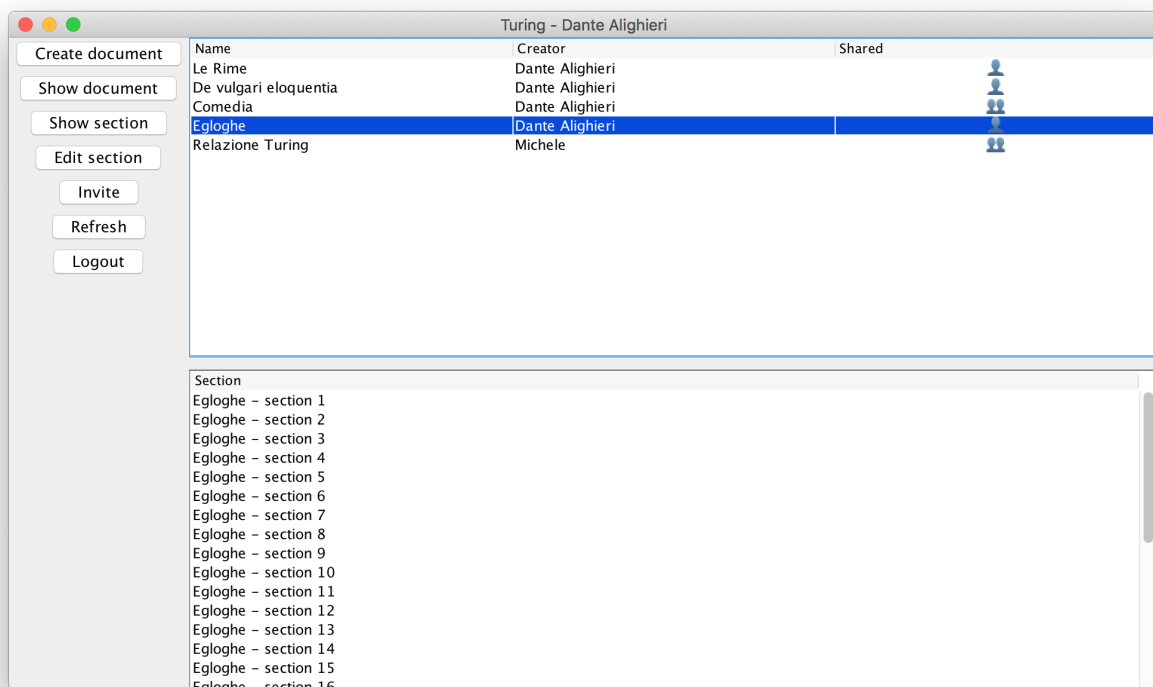 Turing - Dante Alighieri
Create document
Show document
Show section
Edit section
Invite
Refresh
Logout
Name Creator Shared
Le Rime Dante Alighieri
De vulgari eloquentia Dante Alighieri
Comedia Dante Alighieri
Egloghe Dante Alighieri
Relazione Turing Michele
Section
Egloghe – section 1
Egloghe – section 2
Egloghe – section 3
Egloghe – section 4
Egloghe – section 5
Egloghe – section 6
Egloghe – section 7
Egloghe – section 8
Egloghe – section 9
Egloghe – section 10
Egloghe – section 11
Egloghe – section 12
Egloghe – section 13
Egloghe – section 14
Egloghe – section 15
Egloghe – section 16